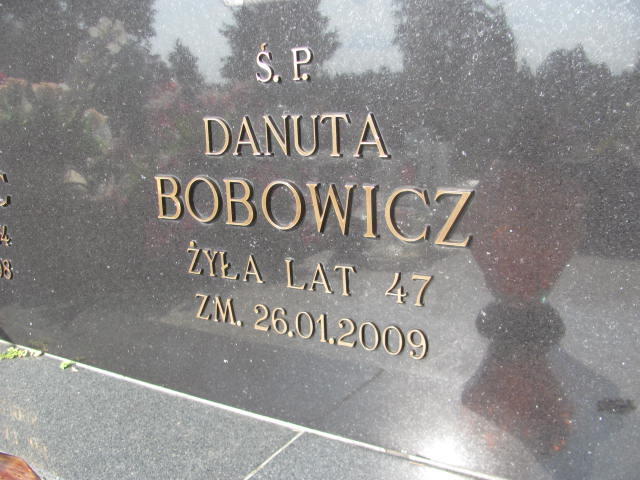 Ś. P.
DANUTA
BOBOWICZ
ŻYŁA LAT 47
ZM. 26.01.2009